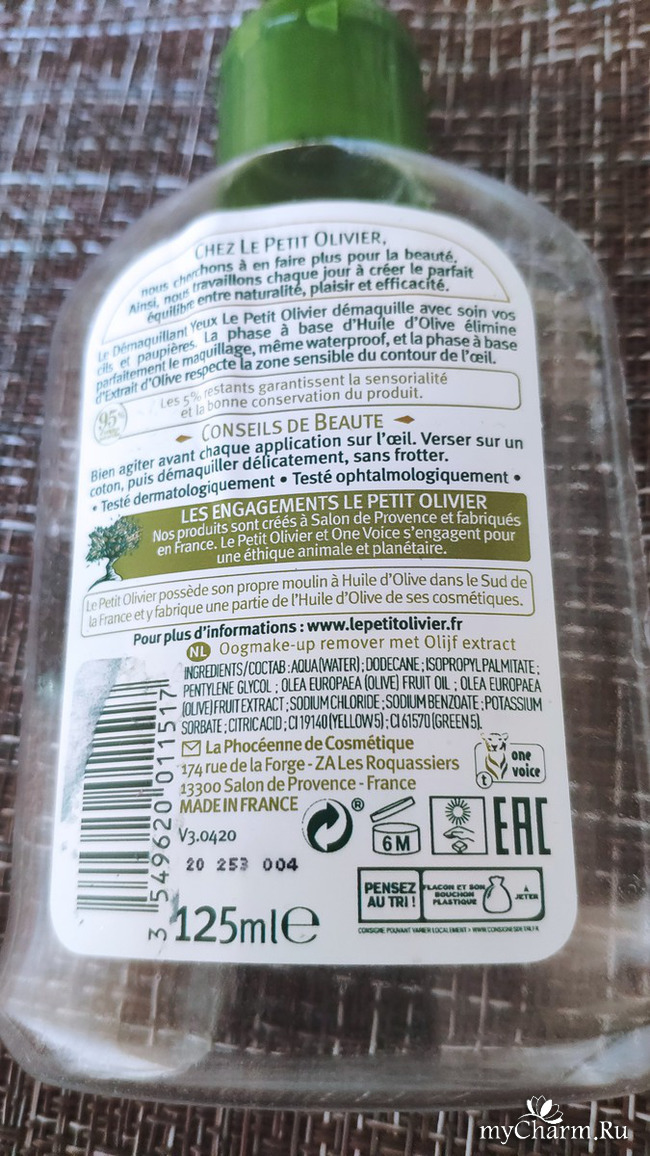 CHEZ LE PETIT OLIVIER,
nous cherchons à en faire plus pour la beauté.
Ainsi, nous travaillons chaque jour à créer le parfait
équilibre entre naturalité, plaisir et efficacité.
Le Démaquillant Yeux Le Petit Olivier démaquille avec soin vos
cils et paupières. La phase à base d'Huile d'Olive élimine
parfaitement le maquillage, même waterproof, et la phase à base
d'Extrait d'Olive respecte la zone sensible du contour de l'œil.
95%
Les 5% restants garantissent la sensorialité
et la bonne conservation du produit.
CONSEILS DE BEAUTE
Bien agiter avant chaque application sur l'œil. Verser sur un
coton, puis démaquiller délicatement, sans frotter.
• Testé dermatologiquement • Testé ophtalmologiquement •
LES ENGAGEMENTS LE PETIT OLIVIER
Nos produits sont créés à Salon de Provence et fabriqués
en France. Le Petit Olivier et One Voice s'engagent pour
une éthique animale et planétaire.
Le Petit Olivier possède son propre moulin à Huile d'Olive dans le Sud de
la France et y fabrique une partie de l'Huile d'Olive de ses cosmétiques.
Pour plus d'informations : www.lepetitolivier.fr
NL Oogmake-up remover met Olijf extract
INGREDIENTS/СОСТАВ : AQUA (WATER) ; DODECANE ; ISOPROPYL PALMITATE ;
PENTYLENE GLYCOL ; OLEA EUROPAEA (OLIVE) FRUIT OIL ; OLEA EUROPAEA
(OLIVE) FRUIT EXTRACT ; SODIUM CHLORIDE ; SODIUM BENZOATE ; POTASSIUM
SORBATE ; CITRIC ACID ; CI 19140 (YELLOW 5) ; CI 61570 (GREEN 5).
La Phocéenne de Cosmétique
174 rue de la Forge - ZA Les Roquassiers
13300 Salon de Provence - France
MADE IN FRANCE
one
voice
®
6 M
EAC
V3.0420
20 253 004
3 549620 011517
125ml e
PENSEZ
AU TRI !
FLACON ET SON
BOUCHON
PLASTIQUE
À
JETER
CONSIGNE POUVANT VARIER LOCALEMENT > WWW.CONSIGNESDETRI.FR
myCharm.Ru